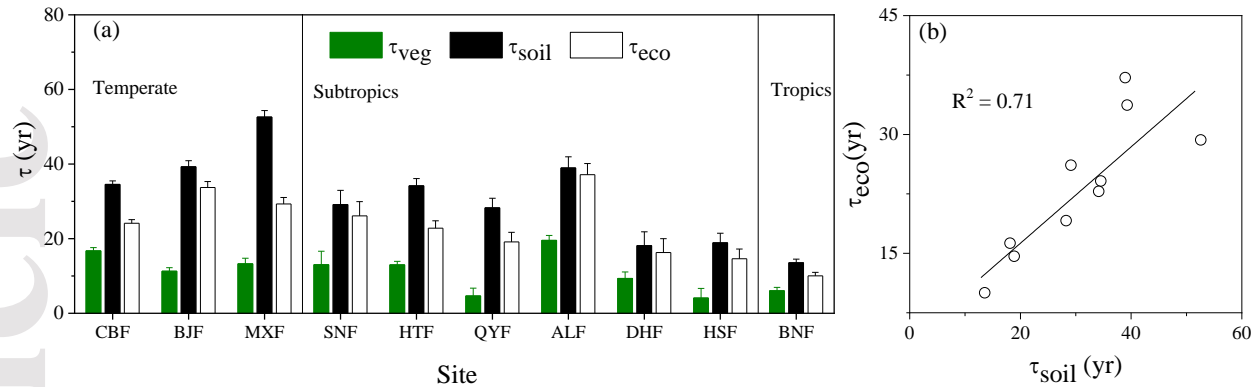 (a)
τveg τsoil τeco
Temperate
Subtropics
Tropics
80
60
40
20
0
τ (yr)
CBF BJF MXF SNF HTF QYF ALF DHF HSF BNF
Site
(b)
R² = 0.71
45
30
15
τeco(yr)
0 20 40 60
τsoil (yr)